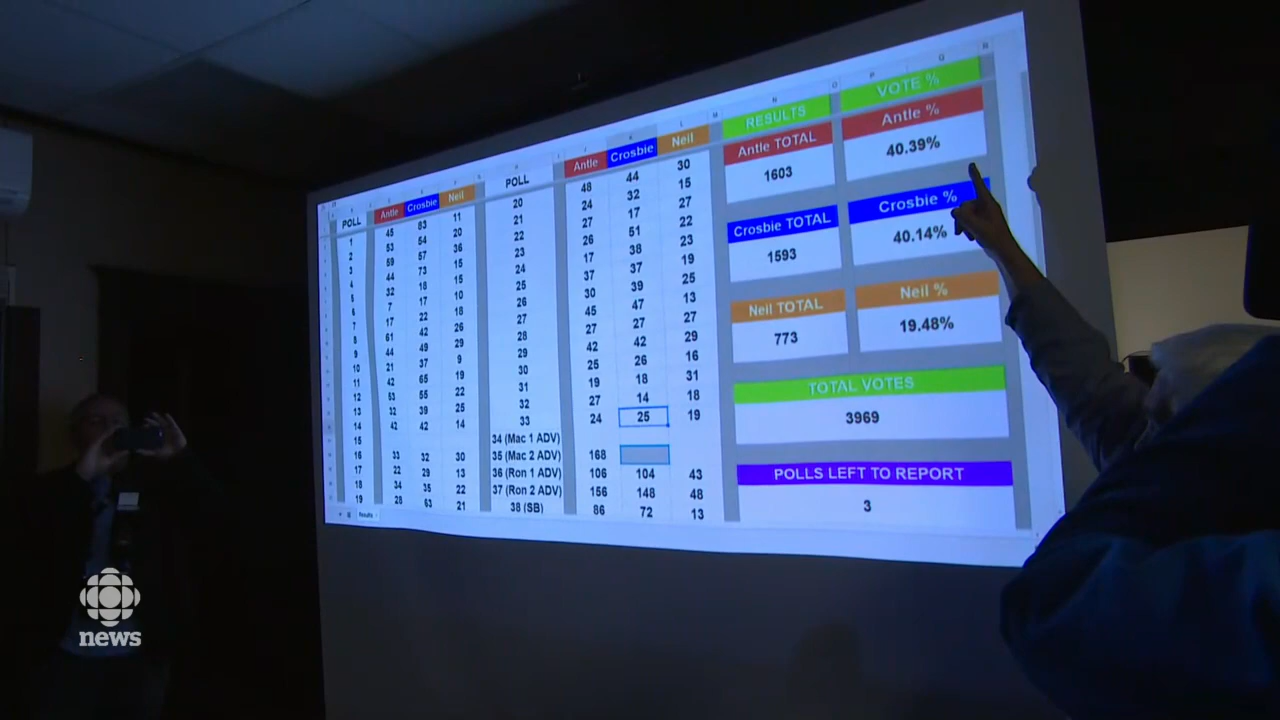 RESULTS VOTE %
POLL Antle Crosbie Neil POLL Antle Crosbie Neil
1 45 83 11 20 48 44 30
2 53 54 20 21 24 32 15
3 59 57 36 22 27 17 27
4 44 73 15 23 26 51 22
5 32 18 15 24 17 38 23
6 7 17 10 25 37 37 19
7 17 22 18 26 30 39 25
8 61 42 26 27 45 47 13
9 44 49 29 28 27 27 27
10 21 37 9 29 42 42 29
11 42 65 19 30 25 26 16
12 53 55 22 31 19 18 31
13 32 39 25 32 27 14 18
14 42 42 14 33 24 25 19
15 34 (Mac 1 ADV)
16 33 32 30 35 (Mac 2 ADV) 168
17 22 29 13 36 (Ron 1 ADV) 106 104 43
18 34 35 22 37 (Ron 2 ADV) 156 148 48
19 28 63 21 38 (SB) 86 72 13
Results
Antle TOTAL Antle %
1603 40.39%
Crosbie TOTAL Crosbie %
1593 40.14%
Neil TOTAL Neil %
773 19.48%
TOTAL VOTES
3969
POLLS LEFT TO REPORT
3
news